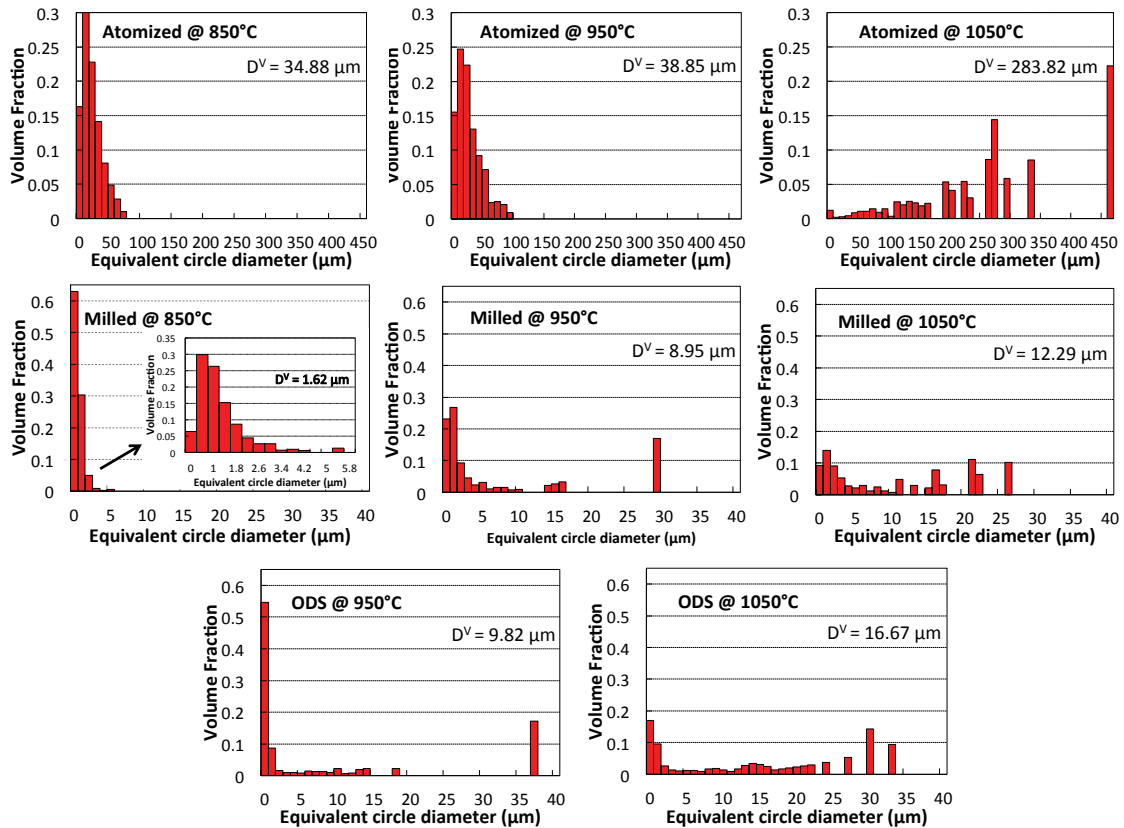 Atomized @ 850°C
Dⱽ = 34.88 µm
Volume Fraction
0.3
0.25
0.2
0.15
0.1
0.05
0
0 50 100 150 200 250 300 350 400 450
Equivalent circle diameter (µm)
Atomized @ 950°C
Dⱽ = 38.85 µm
Volume Fraction
0.3
0.25
0.2
0.15
0.1
0.05
0
0 50 100 150 200 250 300 350 400 450
Equivalent circle diameter (µm)
Atomized @ 1050°C
Dⱽ = 283.82 µm
Volume Fraction
0.3
0.25
0.2
0.15
0.1
0.05
0
0 50 100 150 200 250 300 350 400 450
Equivalent circle diameter (µm)
Milled @ 850°C
Volume Fraction
0.6
0.5
0.4
0.3
0.2
0.1
0
0 5 10 15 20 25 30 35 40
Equivalent circle diameter (µm)
Dⱽ = 1.62 µm
Volume Fraction
0.35
0.3
0.25
0.2
0.15
0.1
0.05
0
0 1 1.8 2.6 3.4 4.2 5 5.8
Equivalent circle diameter (µm)
Milled @ 950°C
Dⱽ = 8.95 µm
Volume Fraction
0.6
0.5
0.4
0.3
0.2
0.1
0
0 5 10 15 20 25 30 35 40
Equivalent circle diameter (µm)
Milled @ 1050°C
Dⱽ = 12.29 µm
Volume Fraction
0.6
0.5
0.4
0.3
0.2
0.1
0
0 5 10 15 20 25 30 35 40
Equivalent circle diameter (µm)
ODS @ 950°C
Dⱽ = 9.82 µm
Volume Fraction
0.6
0.5
0.4
0.3
0.2
0.1
0
0 5 10 15 20 25 30 35 40
Equivalent circle diameter (µm)
ODS @ 1050°C
Dⱽ = 16.67 µm
Volume Fraction
0.6
0.5
0.4
0.3
0.2
0.1
0
0 5 10 15 20 25 30 35 40
Equivalent circle diameter (µm)